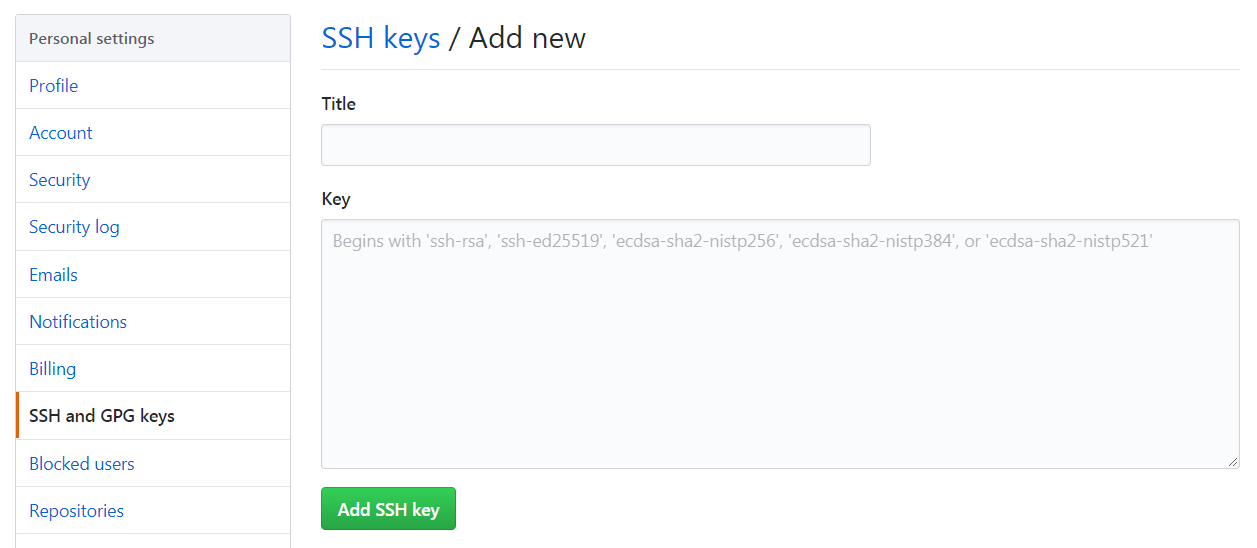 Personal settings
Profile
Account
Security
Security log
Emails
Notifications
Billing
SSH and GPG keys
Blocked users
Repositories
SSH keys / Add new
Title
Key
Begins with 'ssh-rsa', 'ssh-ed25519', 'ecdsa-sha2-nistp256', 'ecdsa-sha2-nistp384', or 'ecdsa-sha2-nistp521'
Add SSH key